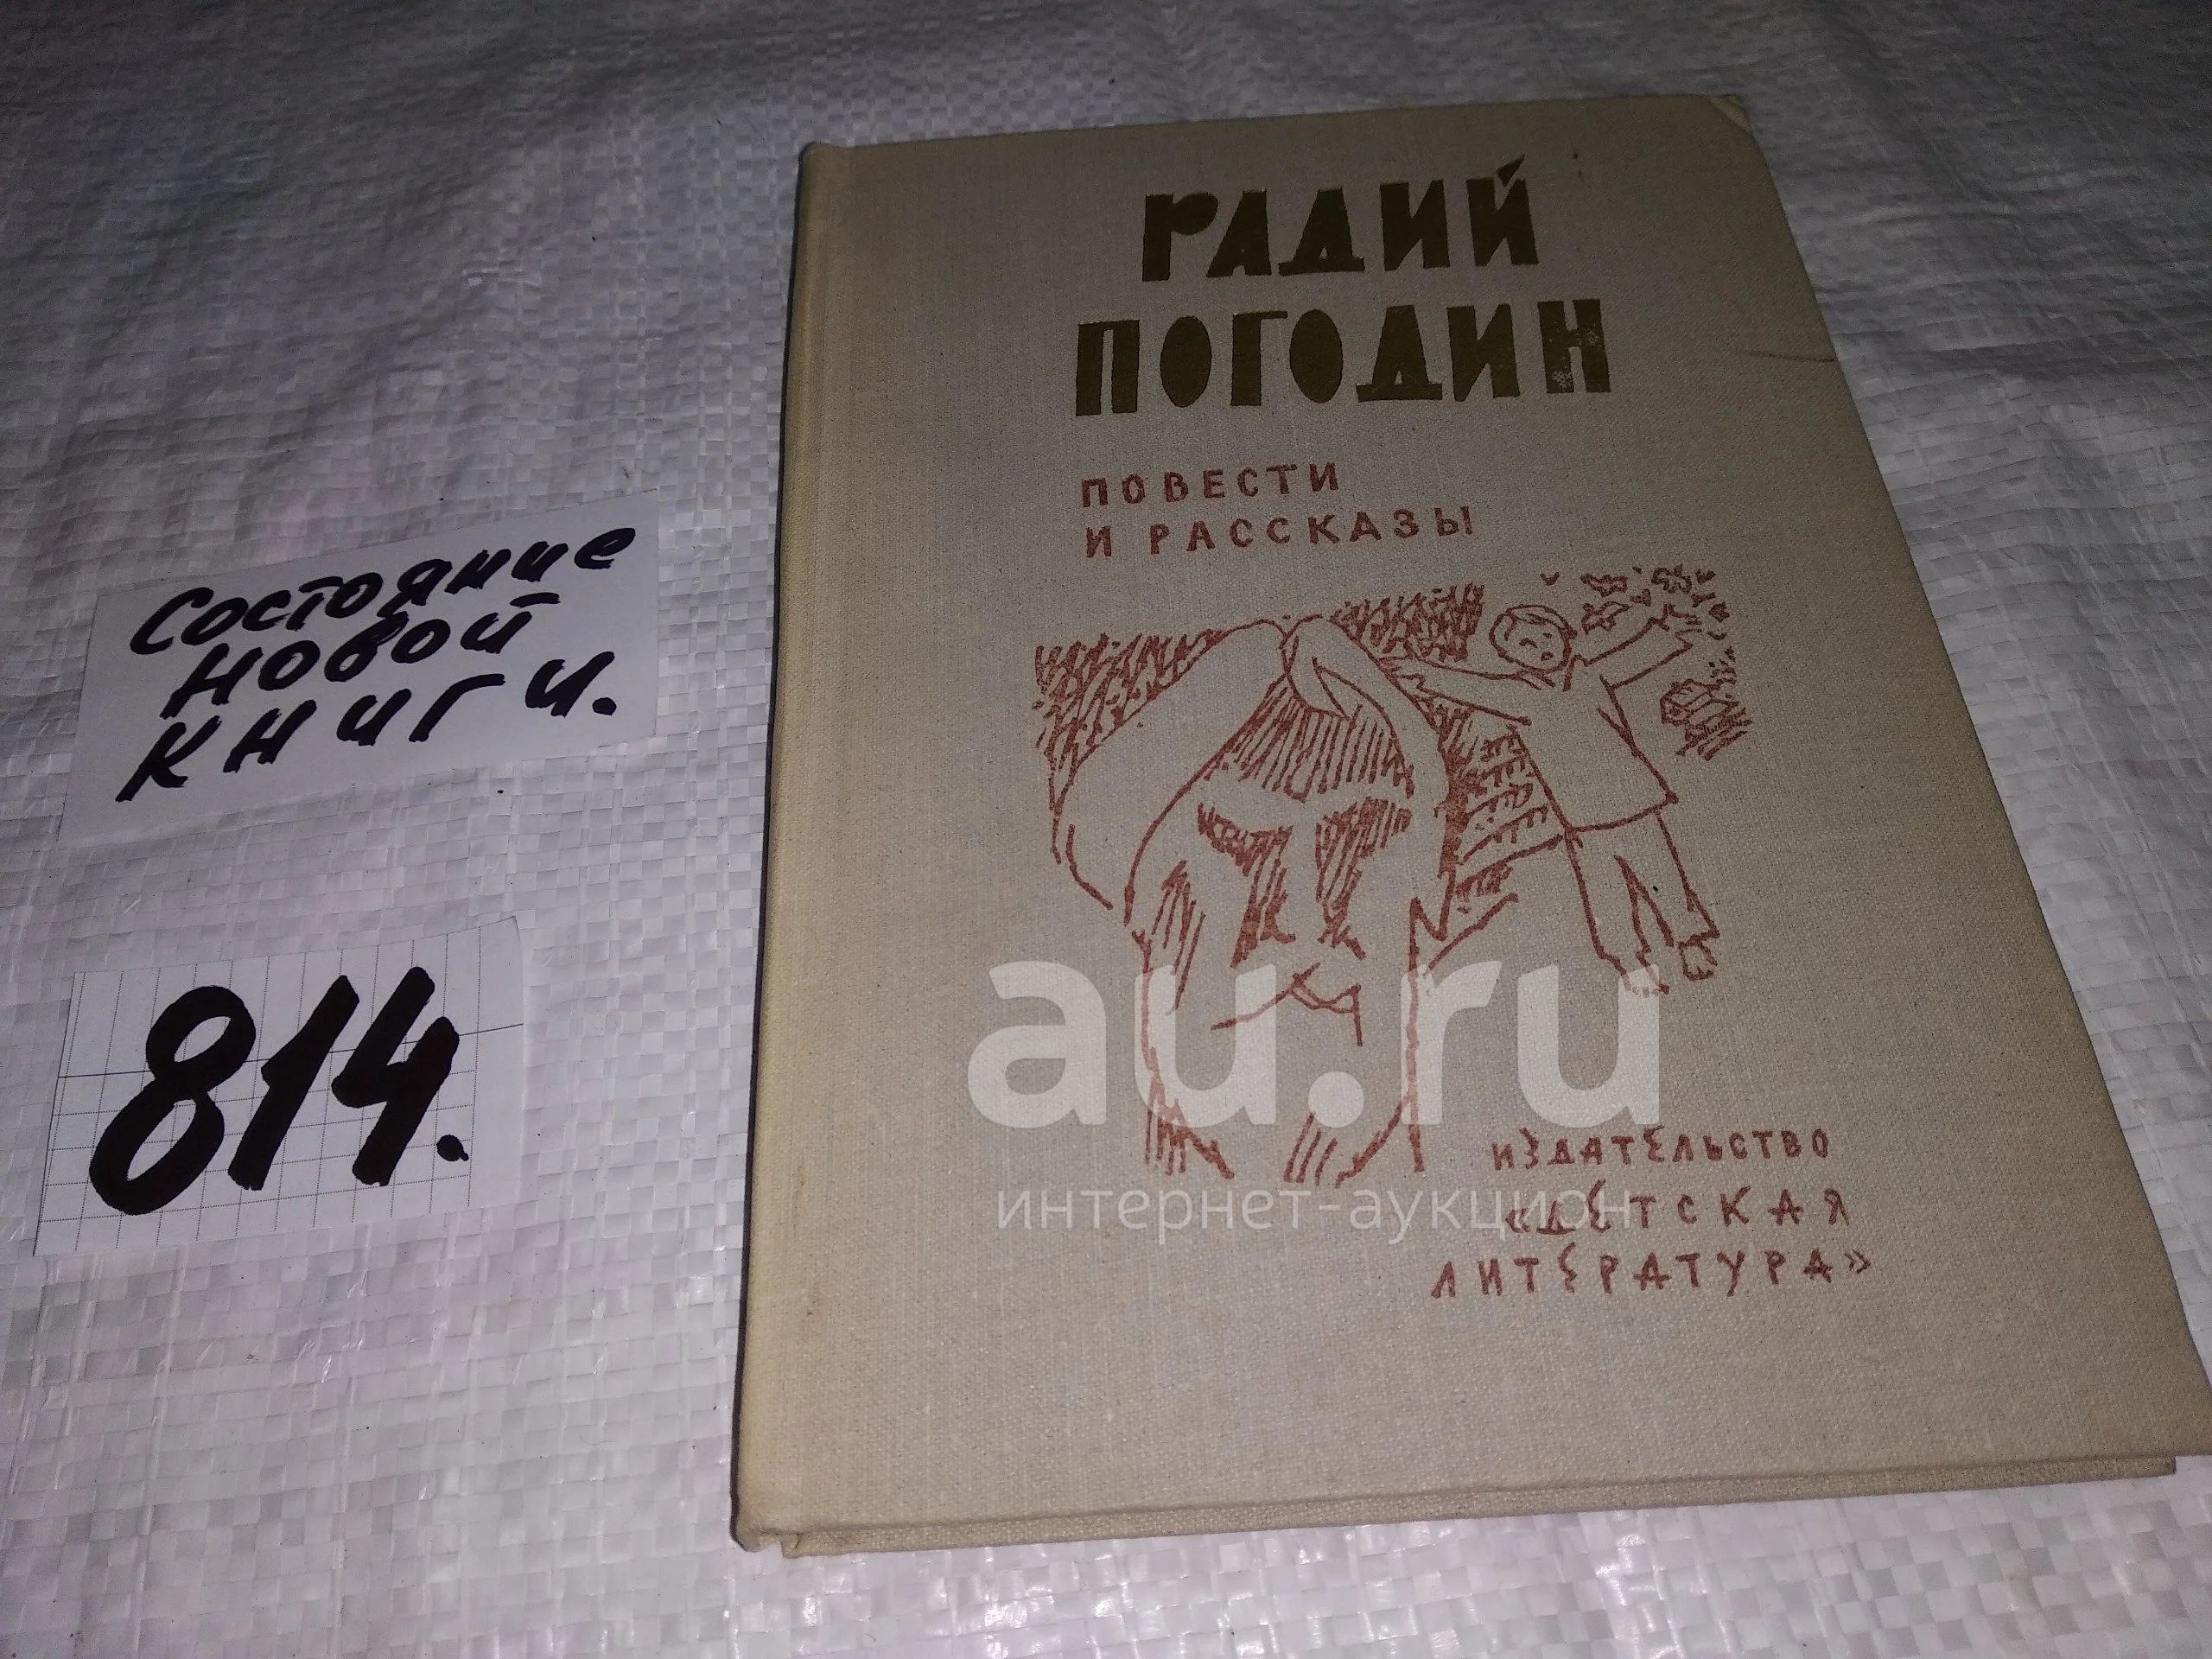 РАДИЙ
ПОГОДИН
ПОВЕСТИ
И РАССКАЗЫ
Состояние
новой
книги.
814.
au.ru
интернет-аукцион
ИЗДАТЕЛЬСТВО
«ДЕТСКАЯ
ЛИТЕРАТУРА»